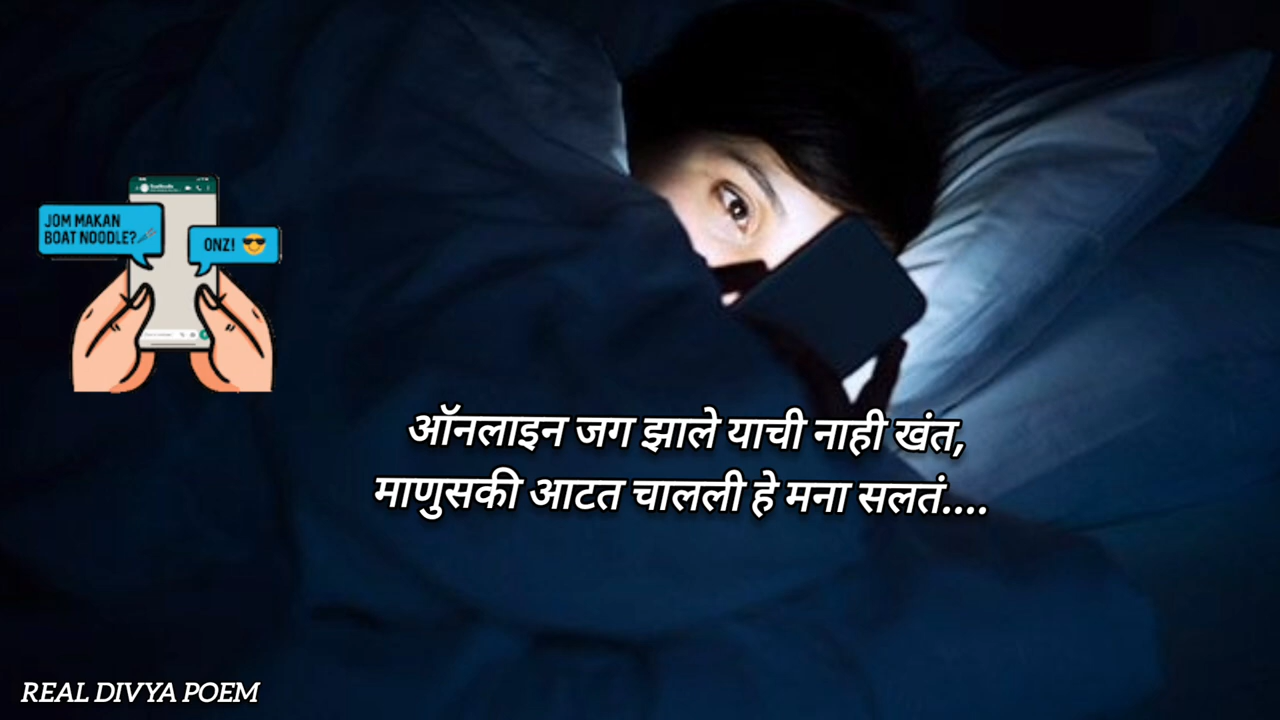 JOM MAKAN
BOAT NOODLE?
ONZ!
ऑनलाइन जग झाले याची नाही खंत,
माणुसकी आटत चालली हे मना सलतं....
REAL DIVYA POEM